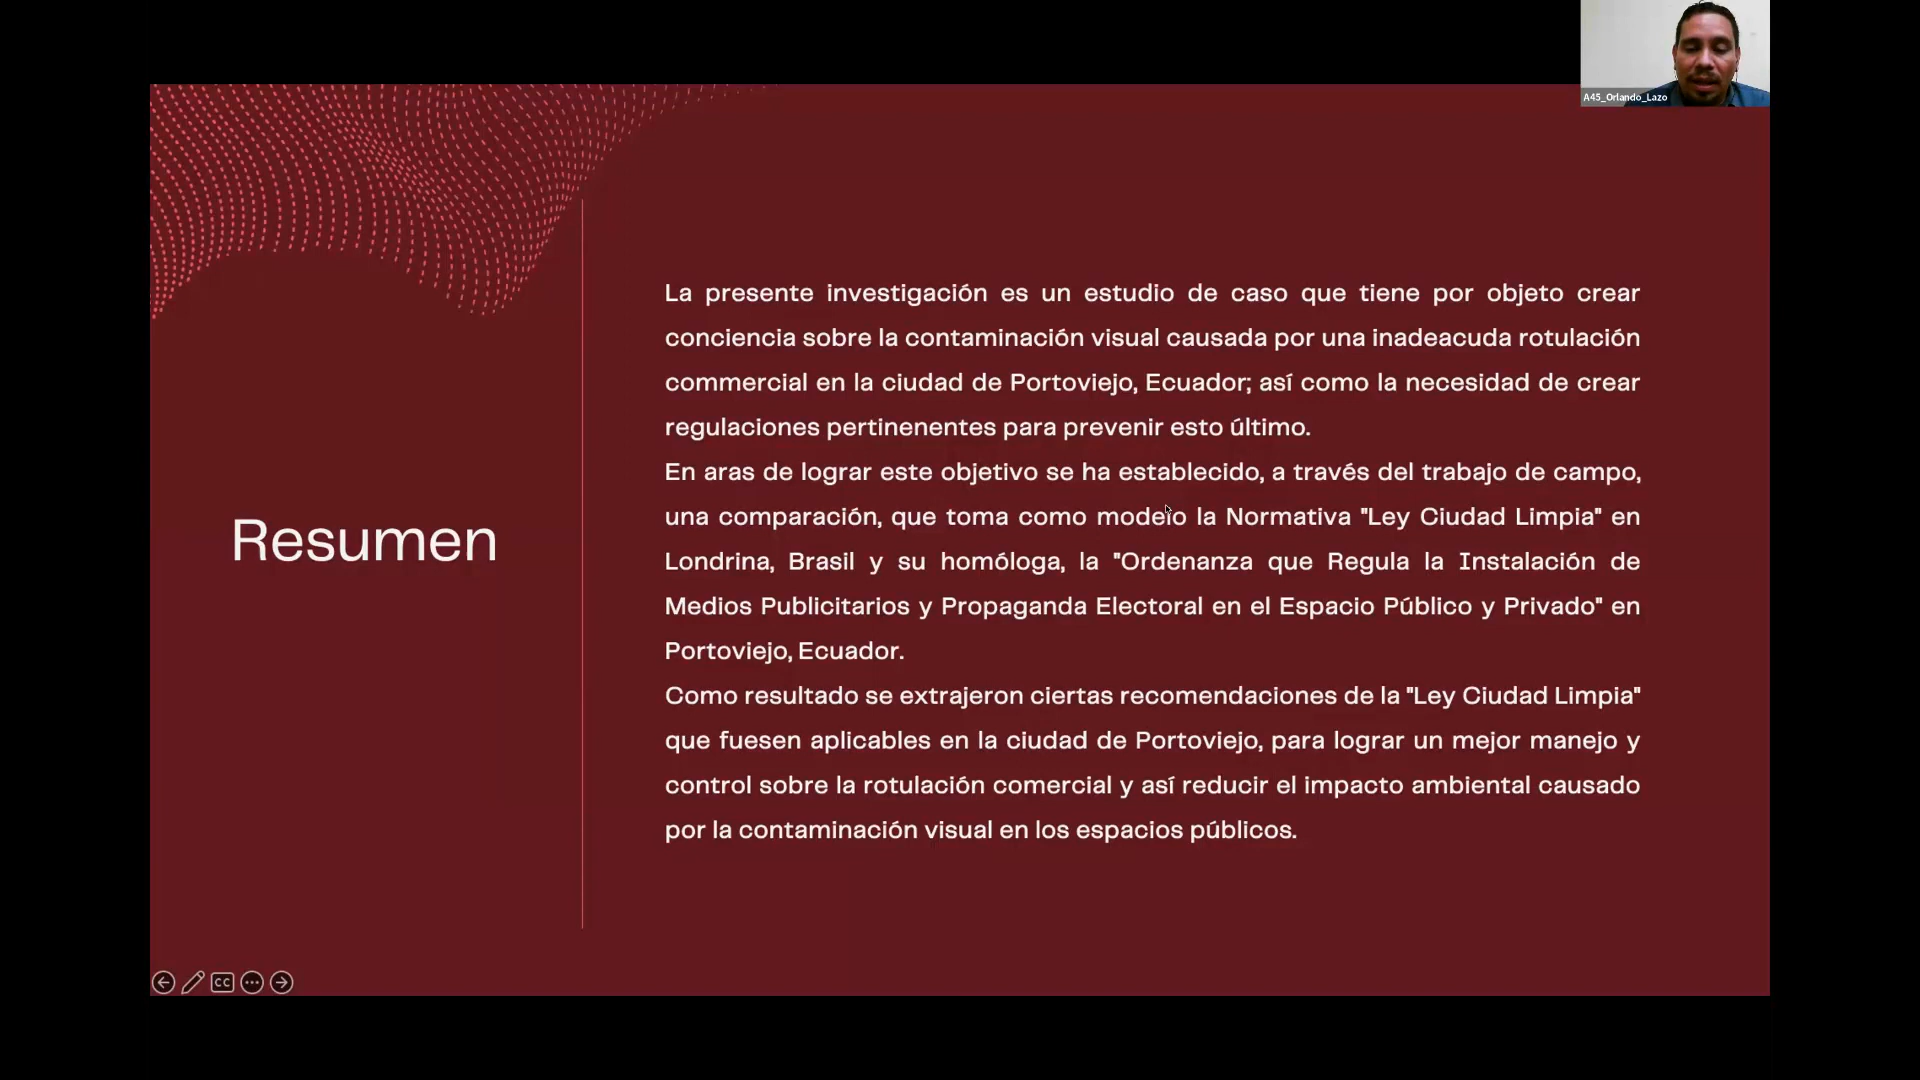 A45_Orlando_Lazo
Resumen
La presente investigación es un estudio de caso que tiene por objeto crear
conciencia sobre la contaminación visual causada por una inadeacuda rotulación
commercial en la ciudad de Portoviejo, Ecuador; así como la necesidad de crear
regulaciones pertinenentes para prevenir esto último.
En aras de lograr este objetivo se ha establecido, a través del trabajo de campo,
una comparación, que toma como modelo la Normativa "Ley Ciudad Limpia" en
Londrina, Brasil y su homóloga, la "Ordenanza que Regula la Instalación de
Medios Publicitarios y Propaganda Electoral en el Espacio Público y Privado" en
Portoviejo, Ecuador.
Como resultado se extrajeron ciertas recomendaciones de la "Ley Ciudad Limpia"
que fuesen aplicables en la ciudad de Portoviejo, para lograr un mejor manejo y
control sobre la rotulación comercial y así reducir el impacto ambiental causado
por la contaminación visual en los espacios públicos.
CC